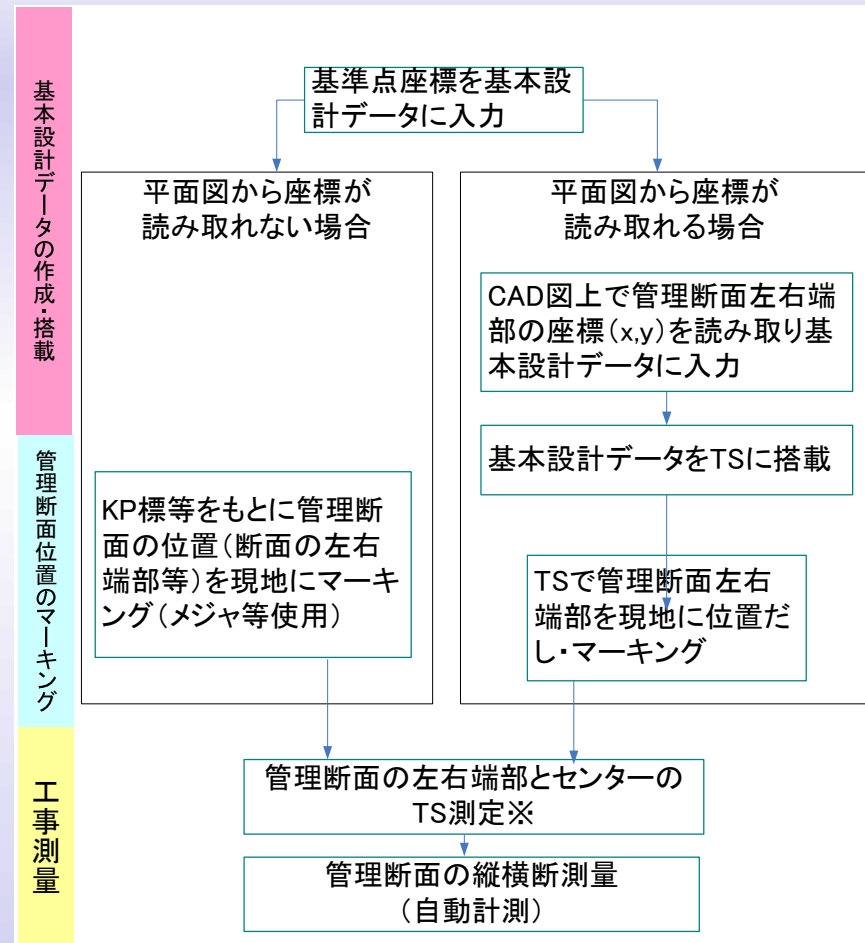 基本設計データの作成・搭載
基準点座標を基本設
計データに入力
平面図から座標が
読み取れない場合
平面図から座標が
読み取れる場合
CAD図上で管理断面左右端
部の座標(x,y)を読み取り基
本設計データに入力
基本設計データをTSに搭載
管理断面位置のマーキング
KP標等をもとに管理断
面の位置(断面の左右
端部等)を現地にマーキ
ング(メジャ等使用)
TSで管理断面左右
端部を現地に位置だ
し・マーキング
工事測量
管理断面の左右端部とセンターの
TS測定※
管理断面の縦横断測量
(自動計測)